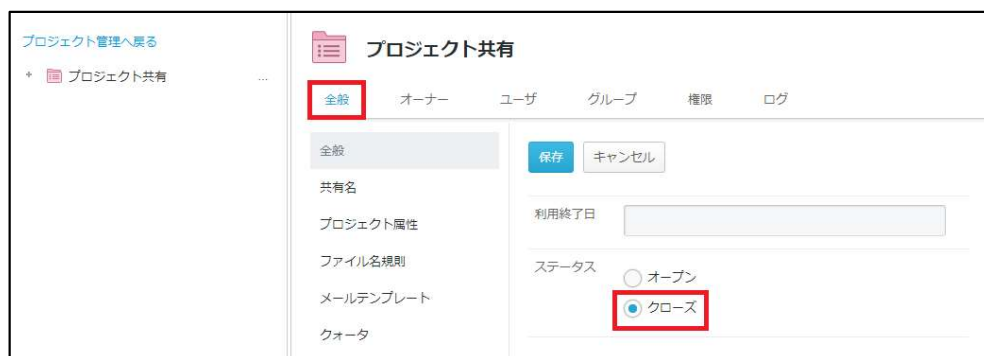 プロジェクト管理へ戻る
+ プロジェクト共有 ...
プロジェクト共有
全般 オーナー ユーザ グループ 権限 ログ
全般
共有名
プロジェクト属性
ファイル名規則
メールテンプレート
クォータ
保存 キャンセル
利用終了日
ステータス
オープン
クローズ